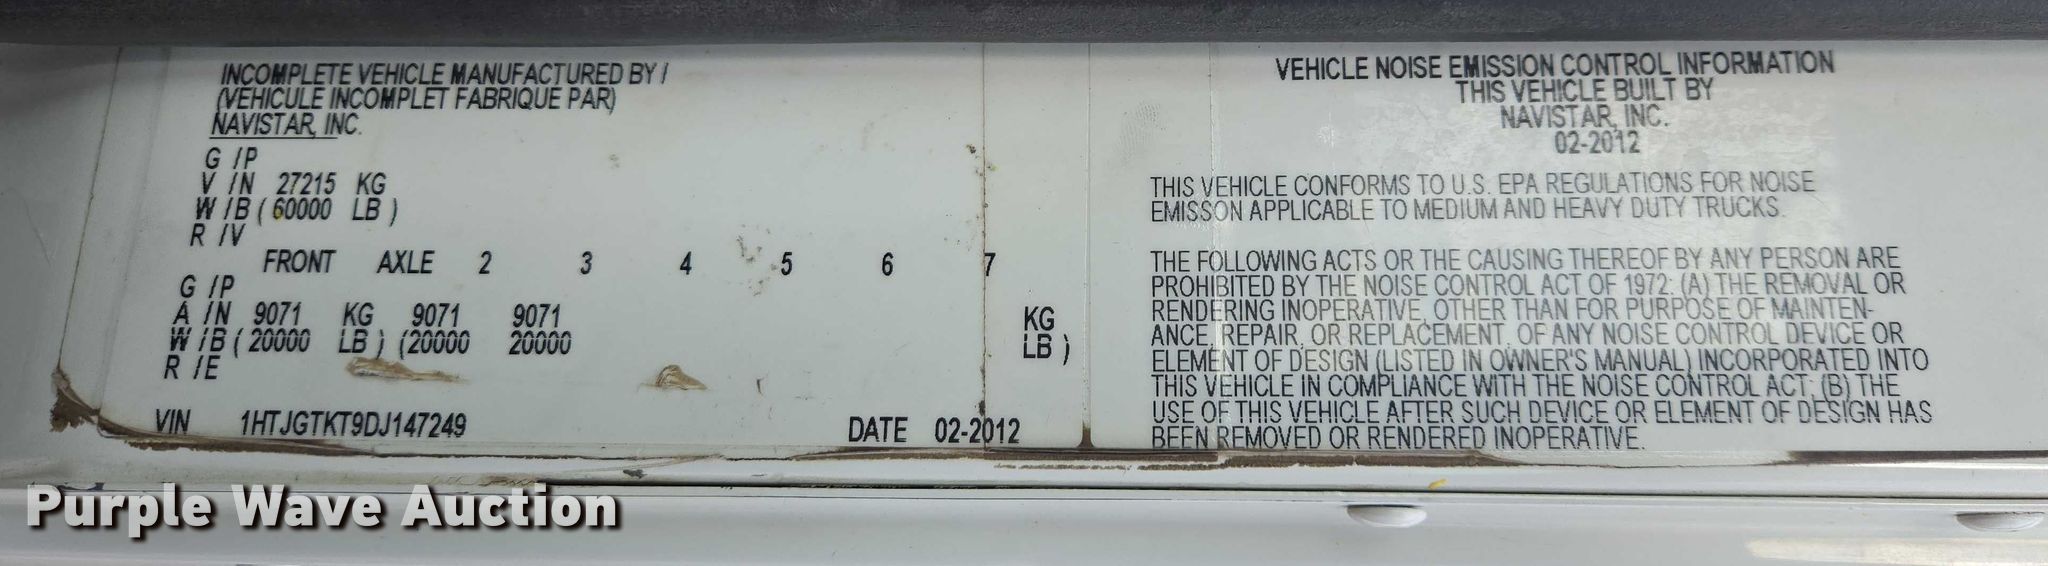 INCOMPLETE VEHICLE MANUFACTURED BY /
(VEHICULE INCOMPLET FABRIQUE PAR)
NAVISTAR, INC.
G /P
V /N 27215 KG
W /B ( 60000 LB )
R /V
FRONT AXLE 2 3 4 5 6 7
G /P
A /N 9071 KG 9071 9071 KG
W /B ( 20000 LB ) (20000 20000 LB )
R /E
VIN 1HTJGTKT9DJ147249 DATE 02-2012
VEHICLE NOISE EMISSION CONTROL INFORMATION
THIS VEHICLE BUILT BY
NAVISTAR, INC.
02-2012
THIS VEHICLE CONFORMS TO U.S. EPA REGULATIONS FOR NOISE
EMISSON APPLICABLE TO MEDIUM AND HEAVY DUTY TRUCKS.
THE FOLLOWING ACTS OR THE CAUSING THEREOF BY ANY PERSON ARE
PROHIBITED BY THE NOISE CONTROL ACT OF 1972: (A) THE REMOVAL OR
RENDERING INOPERATIVE, OTHER THAN FOR PURPOSE OF MAINTEN-
ANCE, REPAIR, OR REPLACEMENT, OF ANY NOISE CONTROL DEVICE OR
ELEMENT OF DESIGN (LISTED IN OWNER'S MANUAL) INCORPORATED INTO
THIS VEHICLE IN COMPLIANCE WITH THE NOISE CONTROL ACT; (B) THE
USE OF THIS VEHICLE AFTER SUCH DEVICE OR ELEMENT OF DESIGN HAS
BEEN REMOVED OR RENDERED INOPERATIVE.
Purple Wave Auction